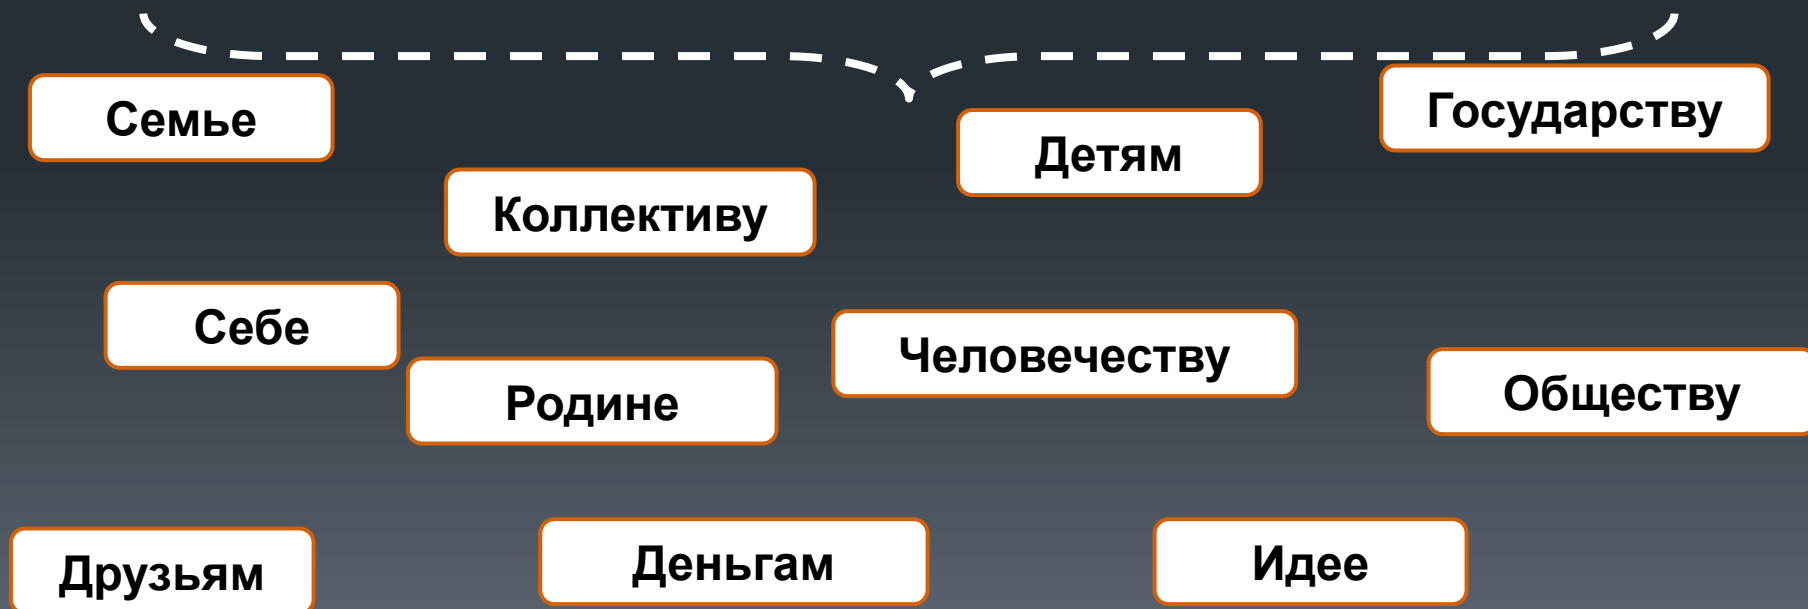 Семье
Государству
Детям
Коллективу
Себе
Человечеству
Родине
Обществу
Друзьям
Деньгам
Идее